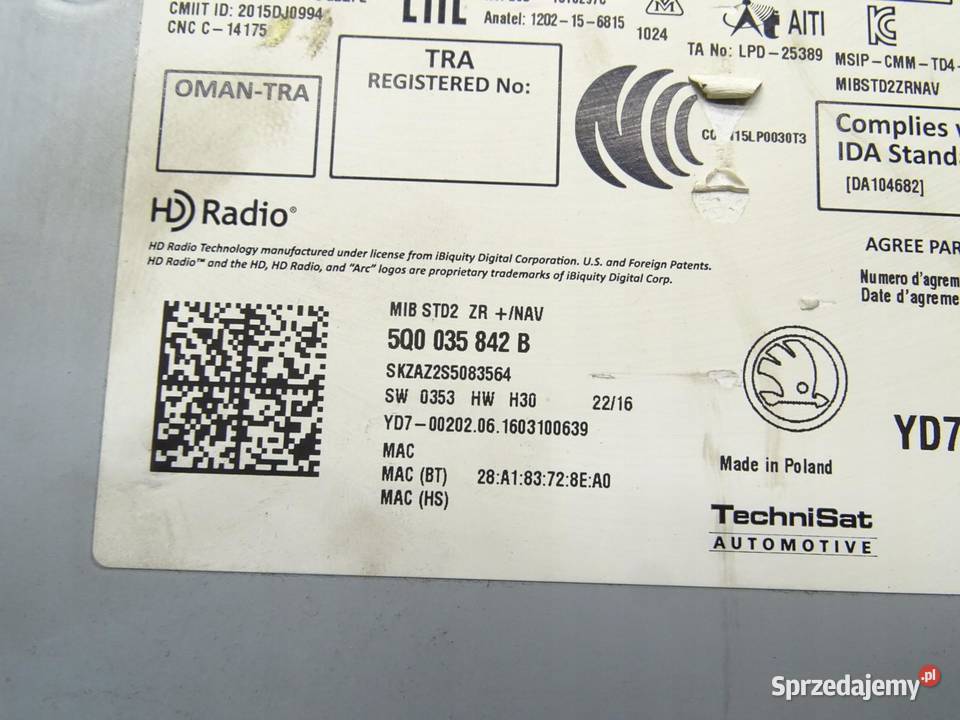 CMIIT ID: 2015DJ0994
CNC C-14175
EAC
Anatel: 1202-15-6815
1024
AITI
TA No: LPD-25389
MSIP-CMM-TD4-
MIBSTD2ZRNAV
OMAN-TRA
TRA
REGISTERED No:
15LP0030T3
Complies
IDA Standa
[DA104682]
HD Radio®
HD Radio Technology manufactured under license from iBiquity Digital Corporation. U.S. and Foreign Patents.
HD Radio™ and the HD, HD Radio, and "Arc" logos are proprietary trademarks of iBiquity Digital Corp.
AGREE PAR
Numero d'agrem
Date d'agreme
MIB STD2 ZR +/NAV
5Q0 035 842 B
SKZAZ2S5083564
SW 0353 HW H30 22/16
YD7-00202.06.1603100639
MAC
MAC (BT) 28:A1:83:72:8E:A0
MAC (HS)
YD7
Made in Poland
TechniSat
AUTOMOTIVE
Sprzedajemy.pl